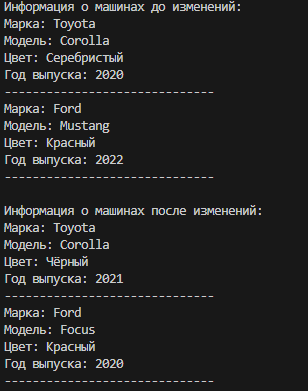 Информация о машинах до изменений:
Марка: Toyota
Модель: Corolla
Цвет: Серебристый
Год выпуска: 2020
------------------------------
Марка: Ford
Модель: Mustang
Цвет: Красный
Год выпуска: 2022
------------------------------

Информация о машинах после изменений:
Марка: Toyota
Модель: Corolla
Цвет: Чёрный
Год выпуска: 2021
------------------------------
Марка: Ford
Модель: Focus
Цвет: Красный
Год выпуска: 2020
------------------------------